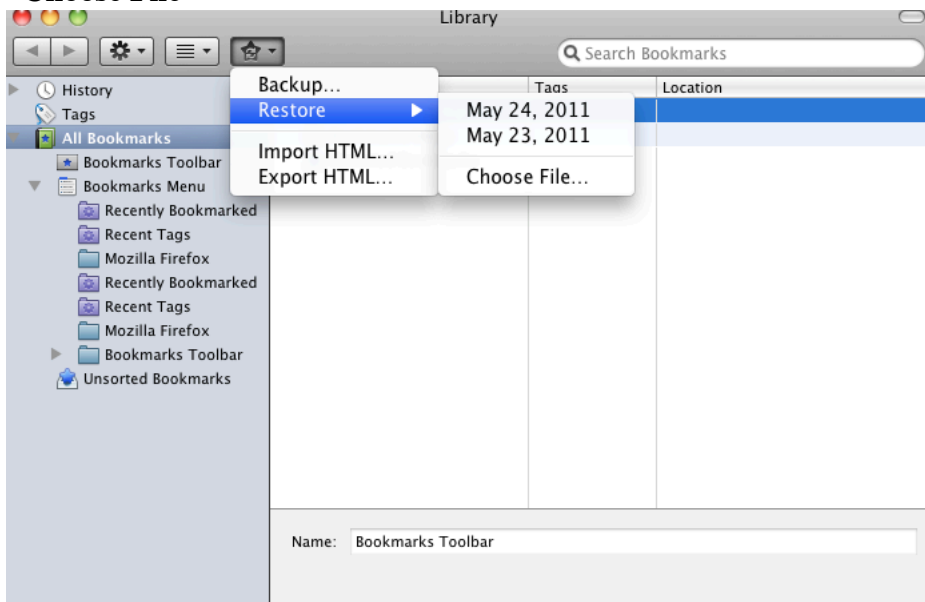 Choose File
Library
Search Bookmarks
History
Tags
All Bookmarks
Bookmarks Toolbar
Bookmarks Menu
Recently Bookmarked
Recent Tags
Mozilla Firefox
Recently Bookmarked
Recent Tags
Mozilla Firefox
Bookmarks Toolbar
Unsorted Bookmarks
Backup...
Restore
Import HTML...
Export HTML...
May 24, 2011
May 23, 2011
Choose File...
Tags
Location
Name: Bookmarks Toolbar